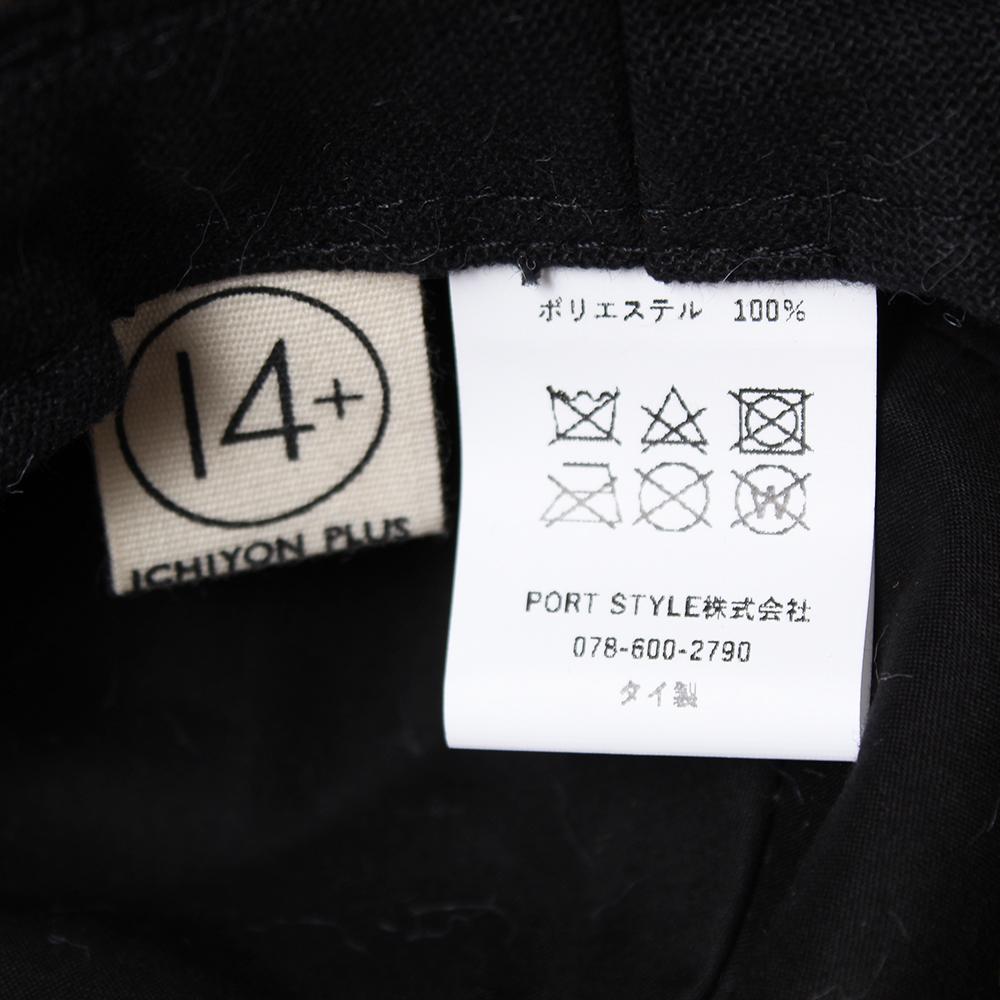 14+
ICHIYON PLUS
ポリエステル 100%
W
PORT STYLE株式会社
078-600-2790
タイ製